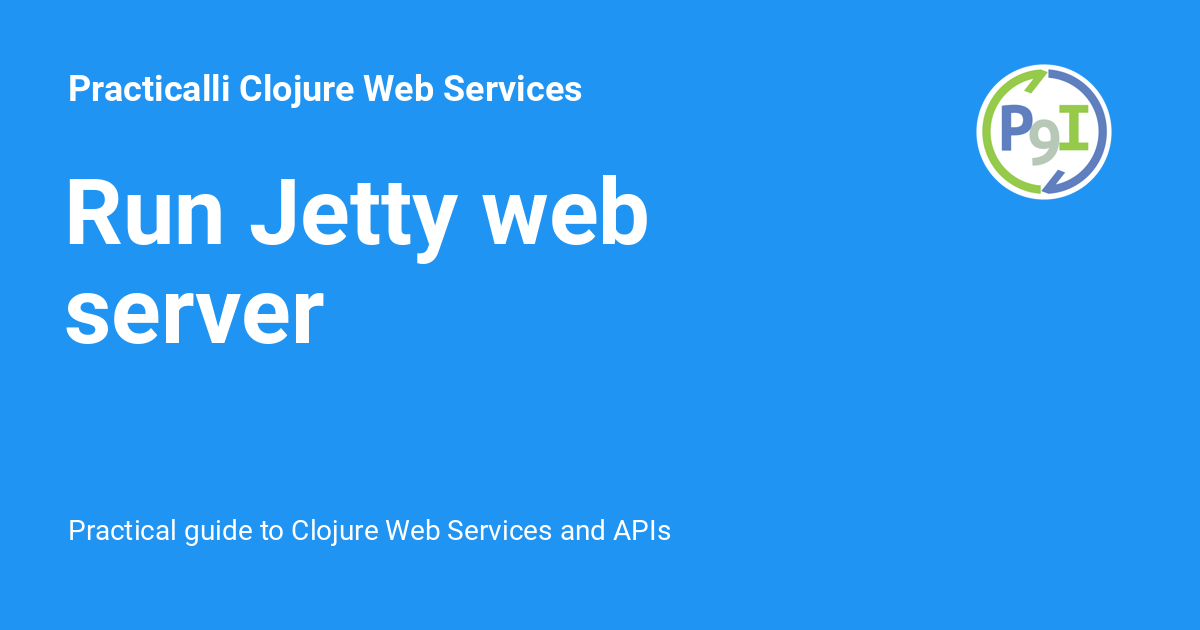 Practicalli Clojure Web Services
Run Jetty web
server
Practical guide to Clojure Web Services and APIs
P9I